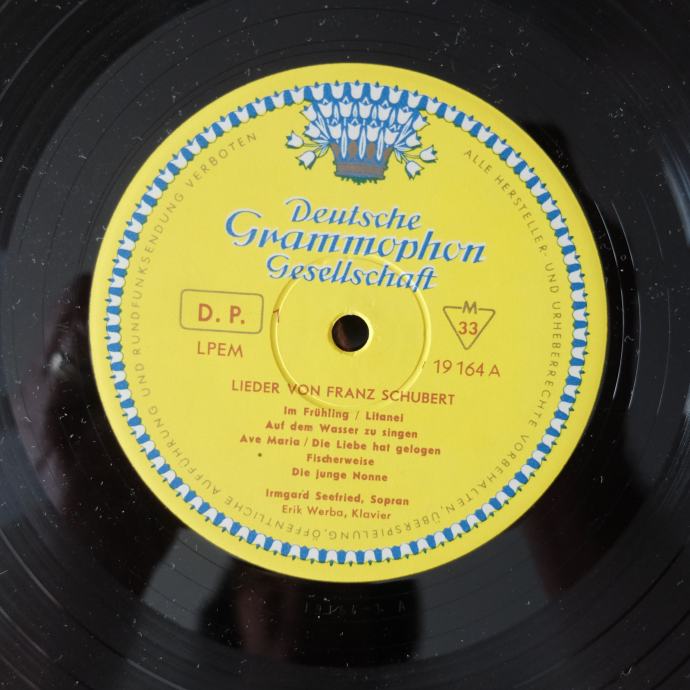 Deutsche
Grammophon
Gesellschaft
D. P.
1
M
33
LPEM
19 164 A
LIEDER VON FRANZ SCHUBERT
Im Frühling / Litanei
Auf dem Wasser zu singen
Ave Maria / Die Liebe hat gelogen
Fischerweise
Die junge Nonne
Irmgard Seefried, Sopran
Erik Werba, Klavier
ALLE HERSTELLER- UND URHEBERRECHTE VORBEHALTEN, ÜBERSPIELUNG, ÖFFENTLICHE AUFFÜHRUNG UND RUNDFUNKSENDUNG VERBOTEN